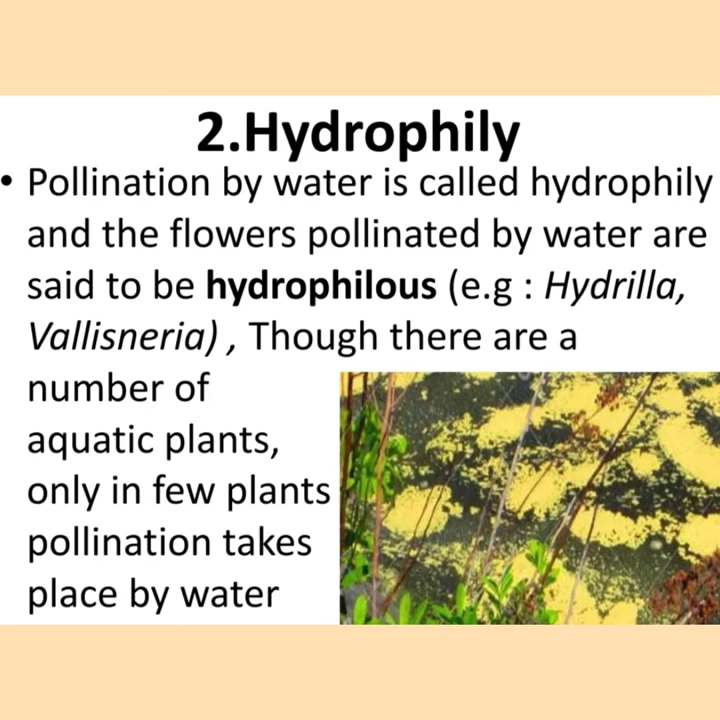 2.Hydrophily
• Pollination by water is called hydrophily
and the flowers pollinated by water are
said to be hydrophilous (e.g : Hydrilla,
Vallisneria) , Though there are a
number of
aquatic plants,
only in few plants
pollination takes
place by water